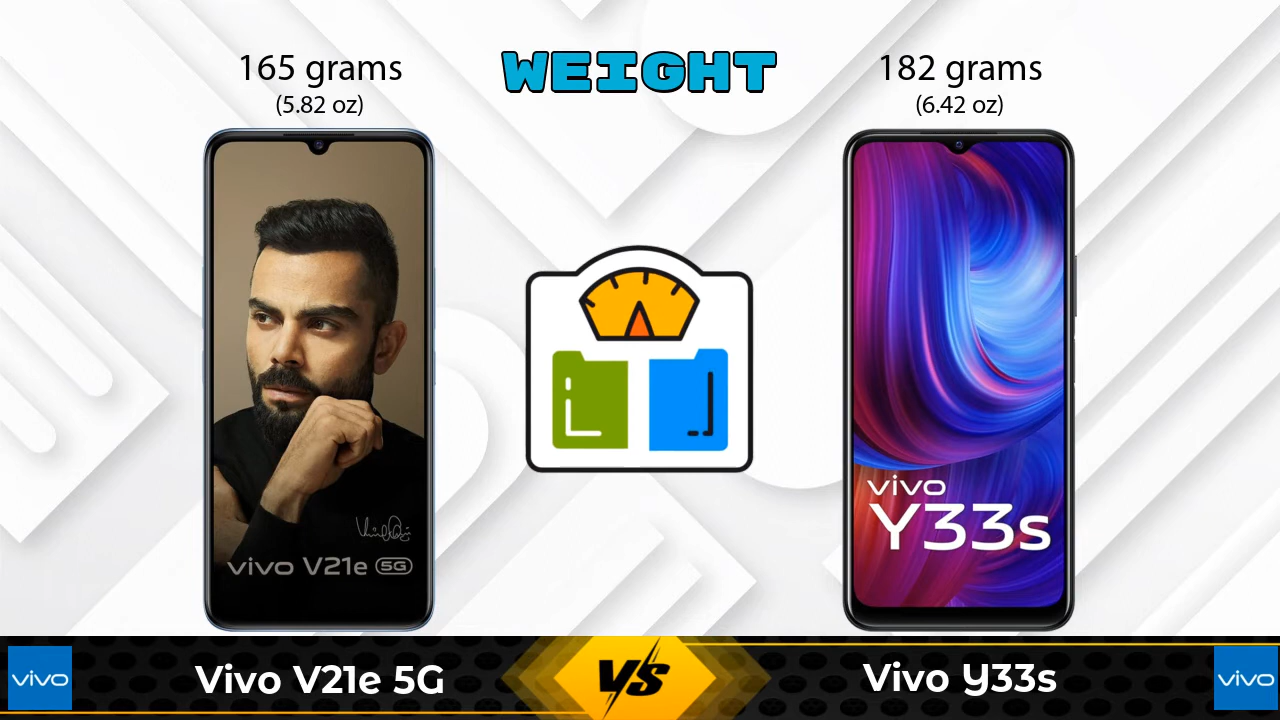 WEIGHT
165 grams
(5.82 oz)
182 grams
(6.42 oz)
vivo V21e 5G
vivo
Y33s
vivo
Vivo V21e 5G
VS
Vivo Y33s
vivo